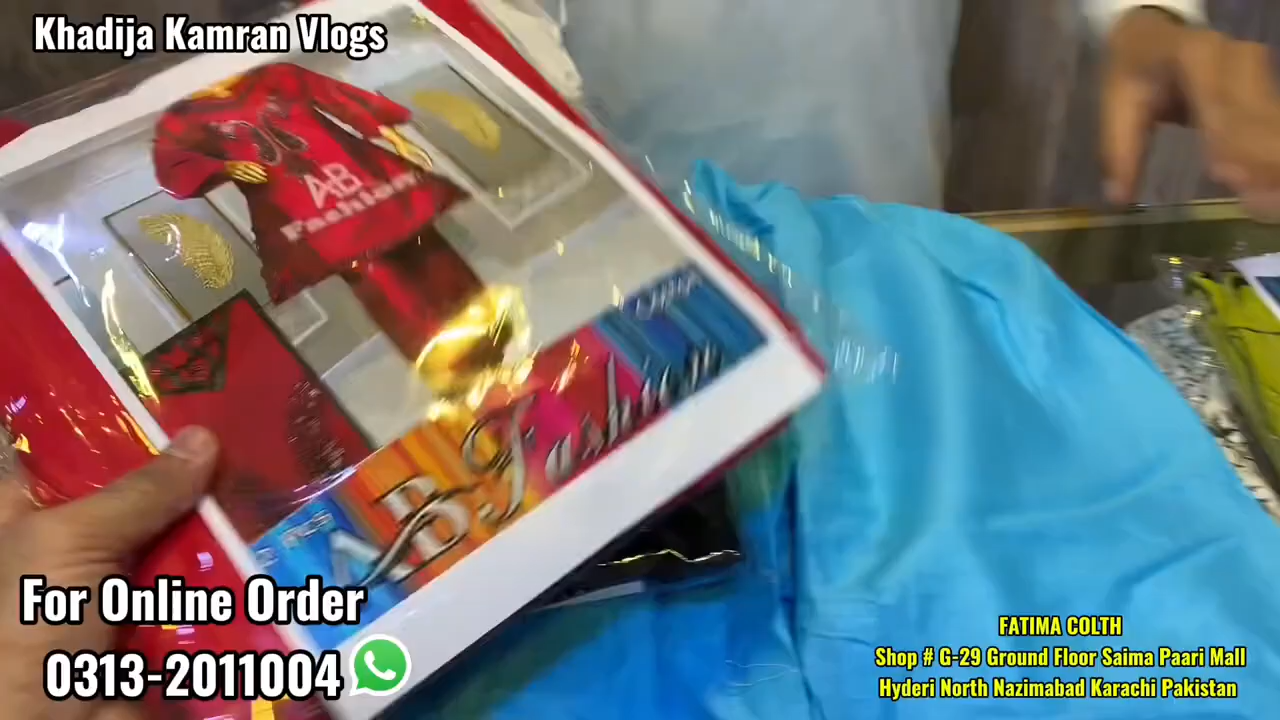 Khadija Kamran Vlogs
AB
Fashion
AB Fashion
For Online Order
0313-2011004
FATIMA COLTH
Shop # G-29 Ground Floor Saima Paari Mall
Hyderi North Nazimabad Karachi Pakistan